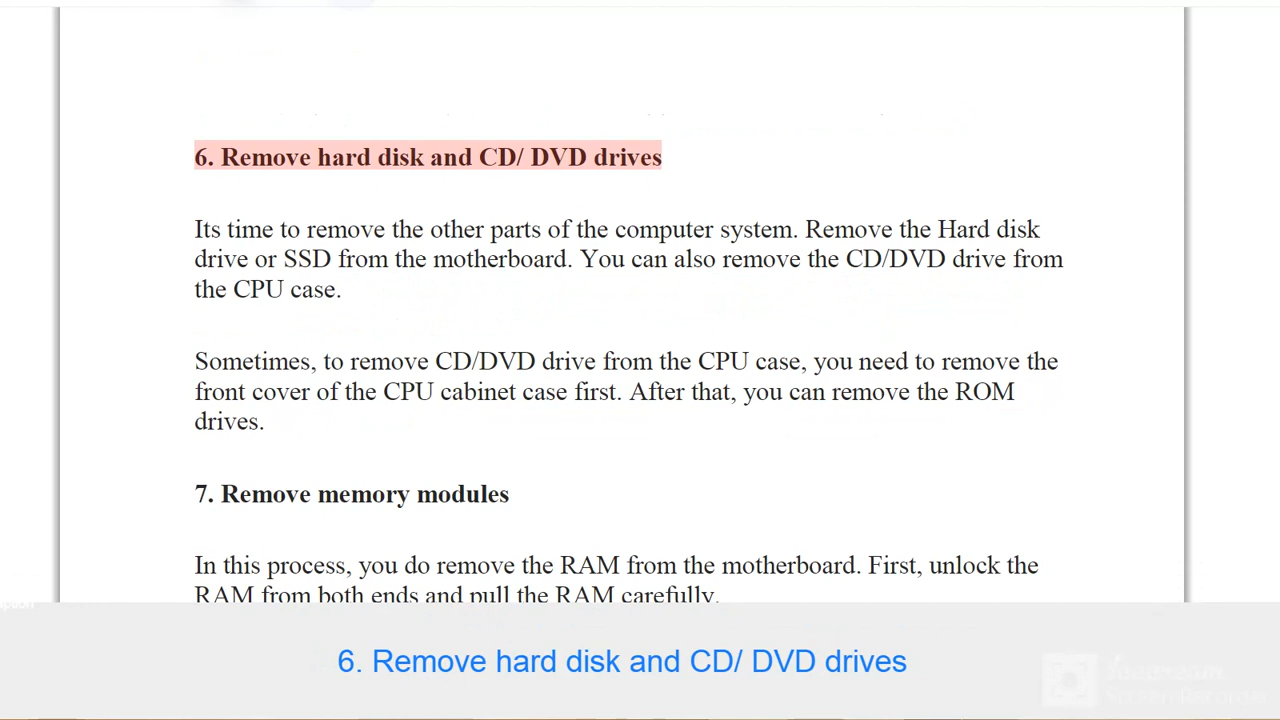 6. Remove hard disk and CD/ DVD drives
Its time to remove the other parts of the computer system. Remove the Hard disk
drive or SSD from the motherboard. You can also remove the CD/DVD drive from
the CPU case.
Sometimes, to remove CD/DVD drive from the CPU case, you need to remove the
front cover of the CPU cabinet case first. After that, you can remove the ROM
drives.
7. Remove memory modules
In this process, you do remove the RAM from the motherboard. First, unlock the
RAM from both ends and pull the RAM carefully.
6. Remove hard disk and CD/ DVD drives